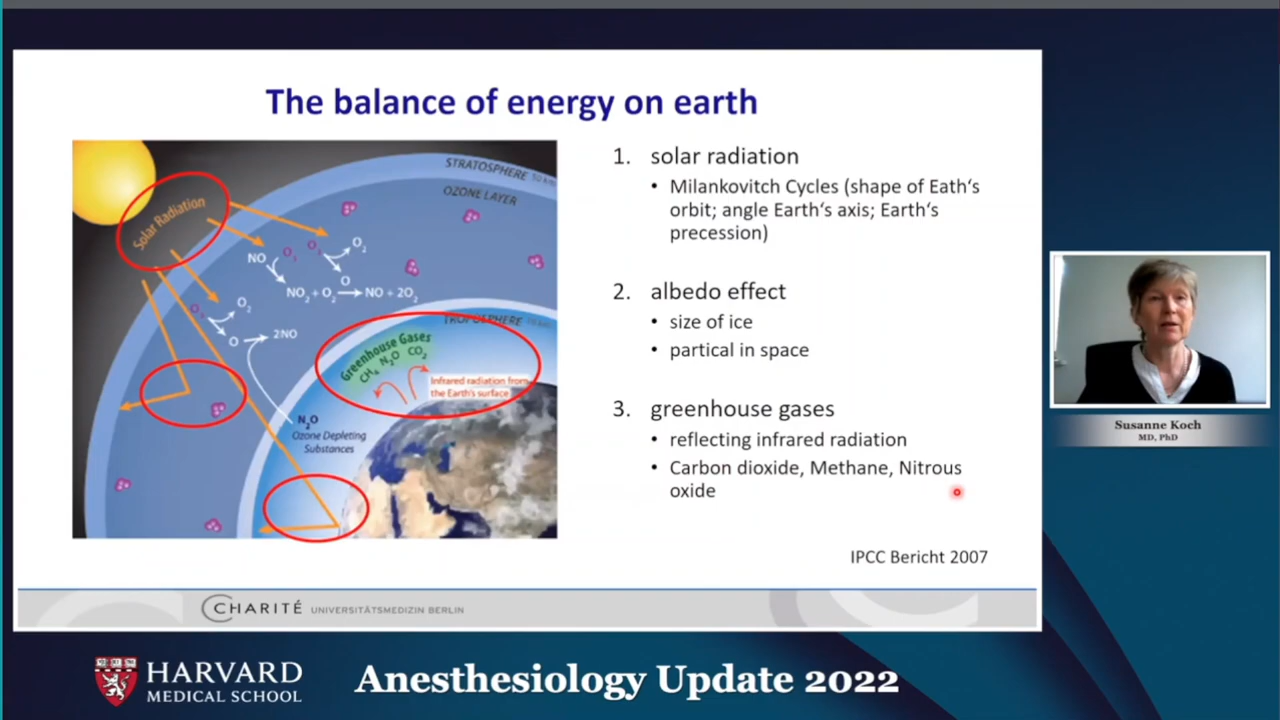 The balance of energy on earth
STRATOSPHERE
OZONE LAYER
Solar Radiation
NO
O₂
O
NO₂ + O₂ → NO + 2O₂
O₂
O
2NO
TROPOSPHERE
Greenhouse Gases
CH₄ N₂O CO₂
Infrared radiation from
the Earth's surface
N₂O
Ozone Depleting
Substances
1. solar radiation
• Milankovitch Cycles (shape of Eath‘s
orbit; angle Earth‘s axis; Earth‘s
precession)
2. albedo effect
• size of ice
• partical in space
3. greenhouse gases
• reflecting infrared radiation
• Carbon dioxide, Methane, Nitrous
oxide
IPCC Bericht 2007
CHARITÉ UNIVERSITÄTSMEDIZIN BERLIN
Susanne Koch
MD, PhD
HARVARD
MEDICAL SCHOOL
Anesthesiology Update 2022